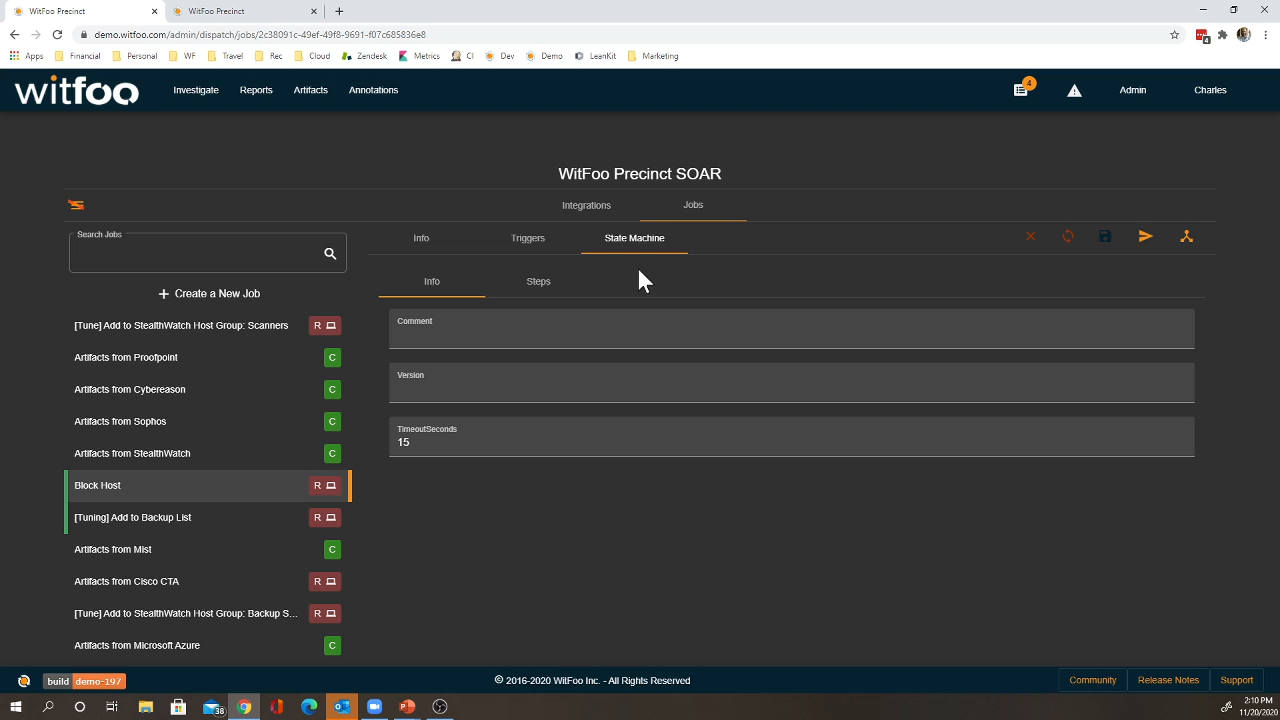 WitFoo Precinct
WitFoo Precinct
demo.witfoo.com/admin/dispatch/jobs/2c38091c-49ef-49f8-9691-f07c685836e8
4
Apps Financial Personal WF Travel Rec Cloud Zendesk Metrics CI Dev Demo LeanKit Marketing
witfoo Investigate Reports Artifacts Annotations 4 Admin Charles
WitFoo Precinct SOAR
Integrations Jobs
Info Triggers State Machine
Search Jobs
Info Steps
Create a New Job
[Tune] Add to StealthWatch Host Group: Scanners R
Artifacts from Proofpoint C
Artifacts from Cybereason C
Artifacts from Sophos C
Artifacts from StealthWatch C
Block Host R
[Tuning] Add to Backup List R
Artifacts from Mist C
Artifacts from Cisco CTA R
[Tune] Add to StealthWatch Host Group: Backup S... R
Artifacts from Microsoft Azure C
Comment
Version
TimeoutSeconds
15
build demo-197
© 2016-2020 WitFoo Inc. - All Rights Reserved
Community Release Notes Support
38
2:10 PM
11/20/2020